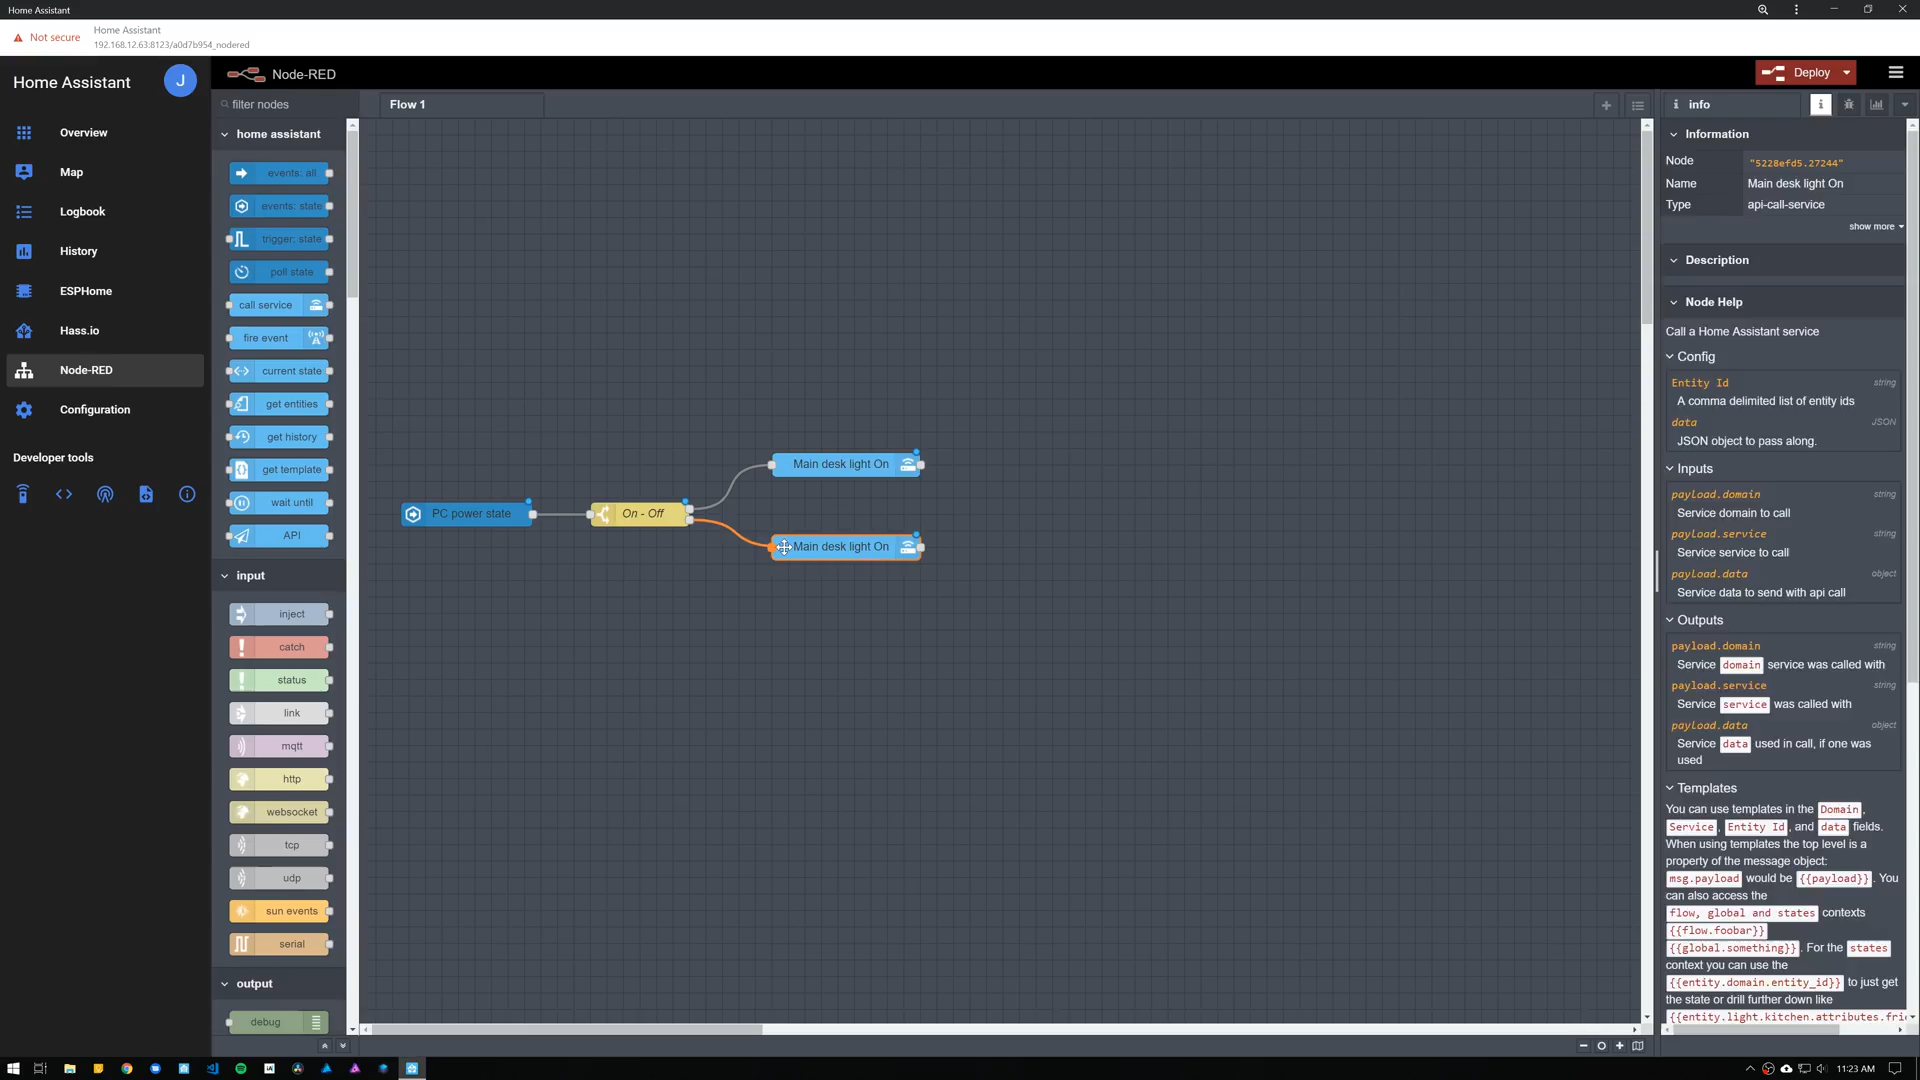 Home Assistant
Not secure
Home Assistant
192.168.12.63:8123/a0d7b954_nodered
Home Assistant
J
Overview
Map
Logbook
History
ESPHome
Hass.io
Node-RED
Configuration
Developer tools
Node-RED
Deploy
filter nodes
home assistant
events: all
events: state
trigger: state
poll state
call service
fire event
current state
get entities
get history
get template
wait until
API
input
inject
catch
status
link
mqtt
http
websocket
tcp
udp
sun events
serial
output
debug
Flow 1
PC power state
On - Off
Main desk light On
Main desk light On
i info
Information
Node "5228efd5.27244"
Name Main desk light On
Type api-call-service
show more
Description
Node Help
Call a Home Assistant service
Config
Entity Id string
A comma delimited list of entity ids
data JSON
JSON object to pass along.
Inputs
payload.domain string
Service domain to call
payload.service string
Service service to call
payload.data object
Service data to send with api call
Outputs
payload.domain string
Service domain service was called with
payload.service string
Service service was called with
payload.data object
Service data used in call, if one was
used
Templates
You can use templates in the Domain,
Service, Entity Id, and data fields.
When using templates the top level is a
property of the message object:
msg.payload would be {{payload}}. You
can also access the
flow, global and states contexts
{{flow.foobar}}
{{global.something}}. For the states
context you can use the
{{entity.domain.entity_id}} to just get
the state or drill further down like
{{entity.light.kitchen.attributes.fri
11:23 AM